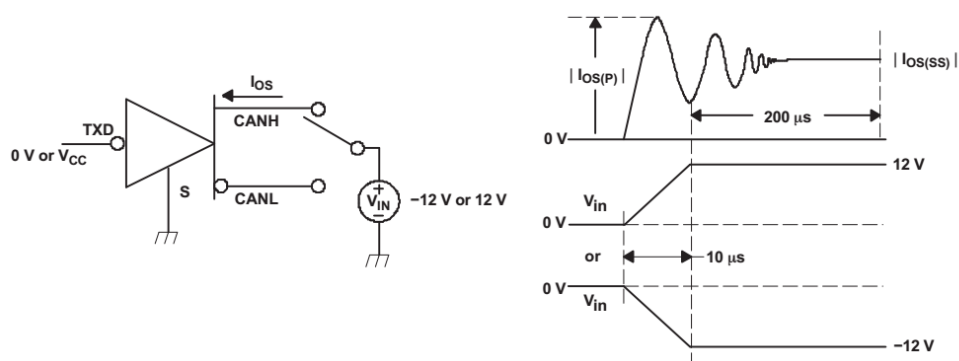 I_OS
TXD
CANH
0 V or V_CC
S
CANL
+
V_IN
−
−12 V or 12 V
| I_OS(P) |
| I_OS(SS) |
200 µs
0 V
12 V
V_in
0 V
or
10 µs
0 V
V_in
−12 V